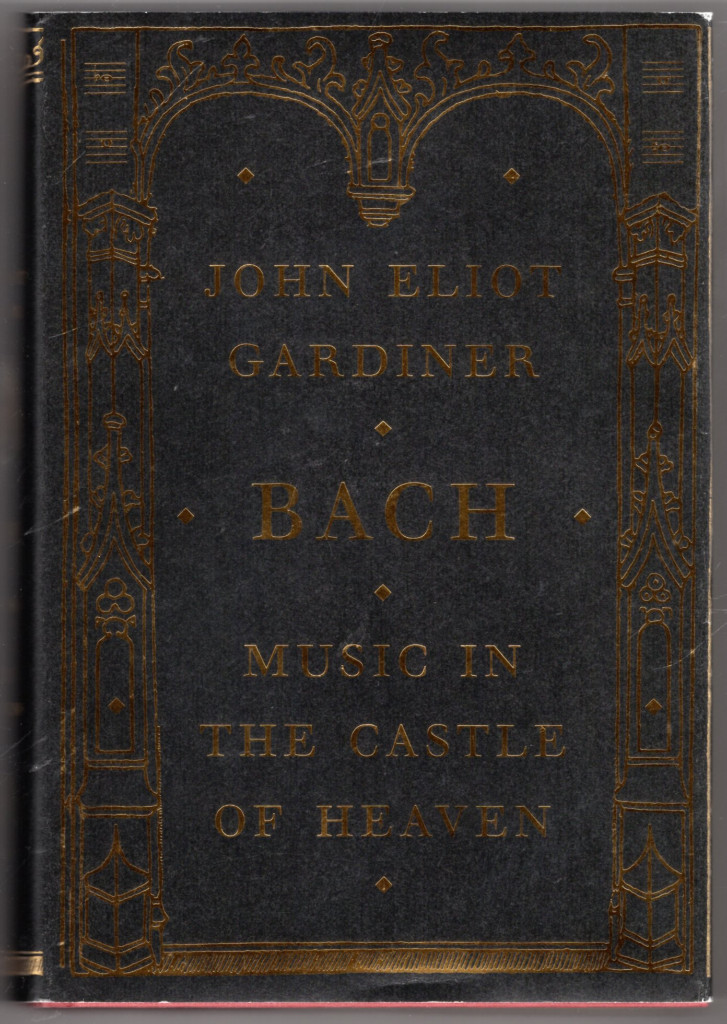 JOHN ELIOT
GARDINER
BACH
MUSIC IN
THE CASTLE
OF HEAVEN